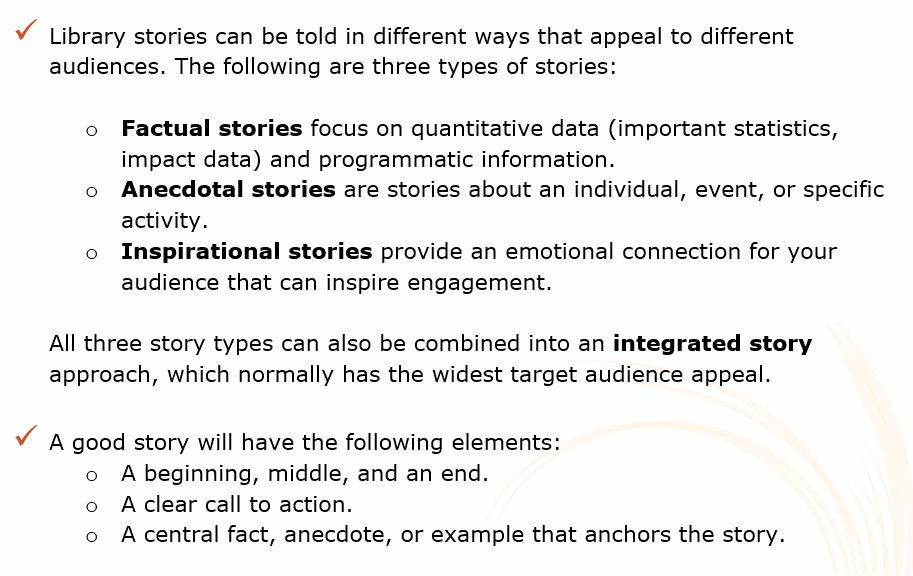 ✓ Library stories can be told in different ways that appeal to different
audiences. The following are three types of stories:
o Factual stories focus on quantitative data (important statistics,
impact data) and programmatic information.
o Anecdotal stories are stories about an individual, event, or specific
activity.
o Inspirational stories provide an emotional connection for your
audience that can inspire engagement.
All three story types can also be combined into an integrated story
approach, which normally has the widest target audience appeal.
✓ A good story will have the following elements:
o A beginning, middle, and an end.
o A clear call to action.
o A central fact, anecdote, or example that anchors the story.